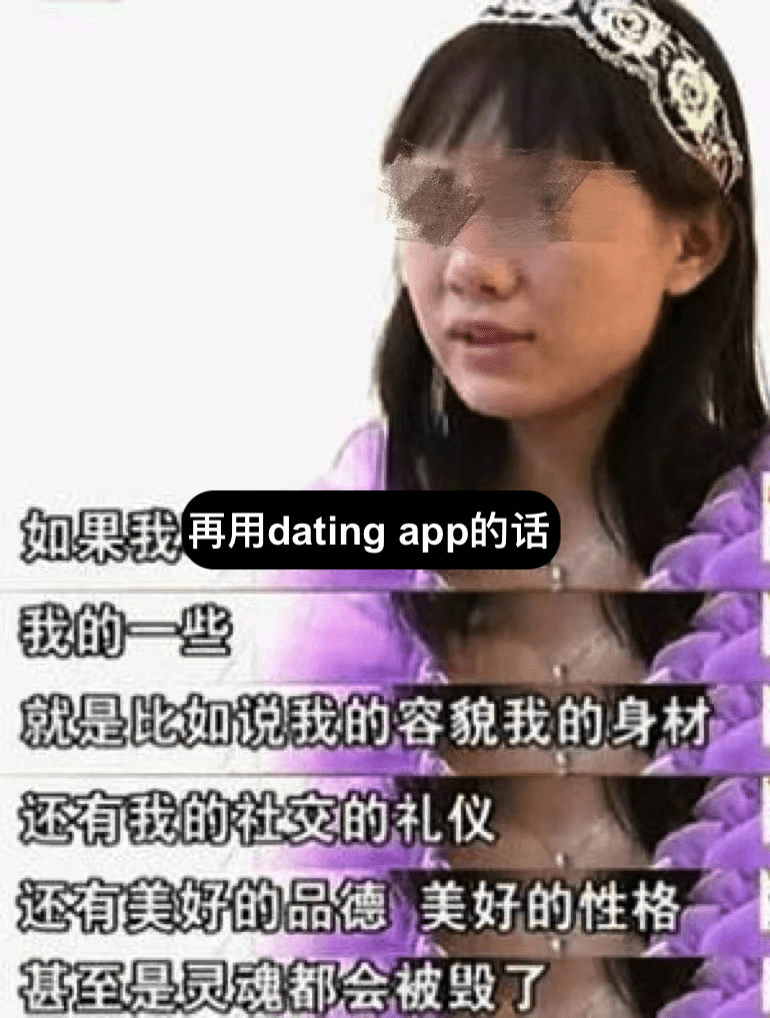 如果我再用dating app的话
我的一些
就是比如说我的容貌我的身材
还有我的社交的礼仪
还有美好的品德 美好的性格
甚至是灵魂都会被毁了